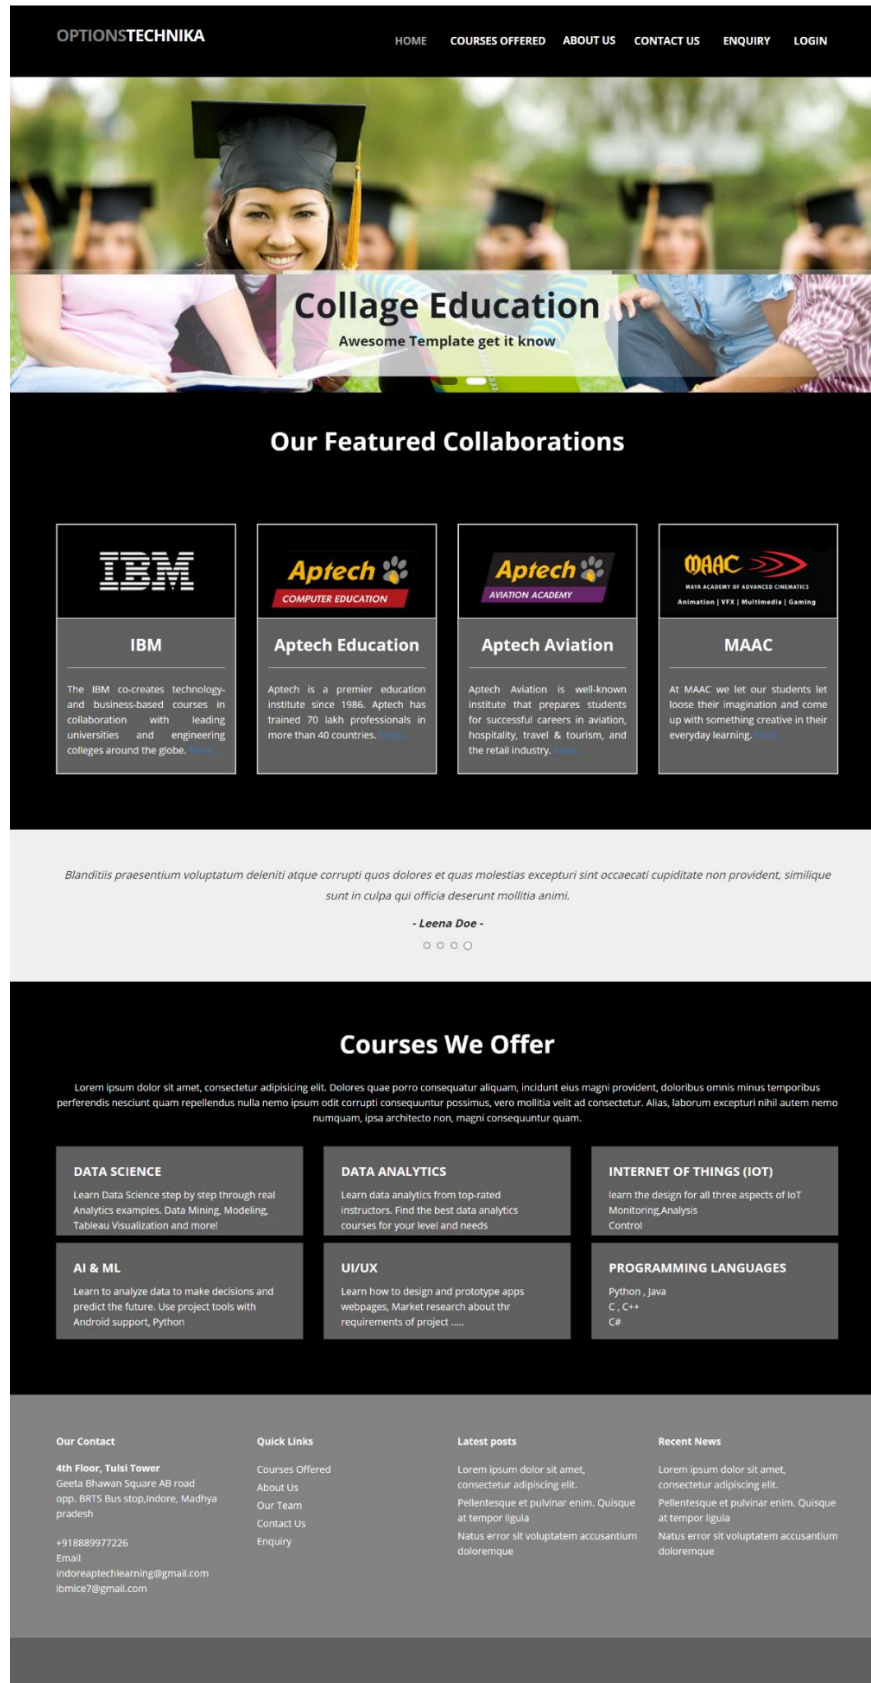 OPTIONSTECHNIKA
HOME COURSES OFFERED ABOUT US CONTACT US ENQUIRY LOGIN
Collage Education
Awesome Template get it know
Our Featured Collaborations
IBM
Aptech
COMPUTER EDUCATION
Aptech
AVIATION ACADEMY
MAAC
MAYA ACADEMY OF ADVANCED CINEMATICS
Animation | VFX | Multimedia | Gaming
IBM
The IBM co-creates technology-
and business-based courses in
collaboration with leading
universities and engineering
colleges around the globe. More..
Aptech Education
Aptech is a premier education
institute since 1986. Aptech has
trained 70 lakh professionals in
more than 40 countries. More..
Aptech Aviation
Aptech Aviation is well-known
institute that prepares students
for successful careers in aviation,
hospitality, travel & tourism, and
the retail industry. More..
MAAC
At MAAC we let our students let
loose their imagination and come
up with something creative in their
everyday learning. More..
Blanditiis praesentium voluptatum deleniti atque corrupti quos dolores et quas molestias excepturi sint occaecati cupiditate non provident, similique
sunt in culpa qui officia deserunt mollitia animi.
- Leena Doe -
Courses We Offer
Lorem ipsum dolor sit amet, consectetur adipisicing elit. Dolores quae porro consequatur aliquam, incidunt eius magni provident, doloribus omnis minus temporibus
perferendis nesciunt quam repellendus nulla nemo ipsum odit corrupti consequuntur possimus, vero mollitia velit ad consectetur. Alias, laborum excepturi nihil autem nemo
numquam, ipsa architecto non, magni consequuntur quam.
DATA SCIENCE
Learn Data Science step by step through real
Analytics examples. Data Mining, Modeling,
Tableau Visualization and more!
DATA ANALYTICS
Learn data analytics from top-rated
instructors. Find the best data analytics
courses for your level and needs
INTERNET OF THINGS (IOT)
learn the design for all three aspects of IoT
Monitoring,Analysis
Control
AI & ML
Learn to analyze data to make decisions and
predict the future. Use project tools with
Android support, Python
UI/UX
Learn how to design and prototype apps
webpages, Market research about thr
requirements of project .....
PROGRAMMING LANGUAGES
Python , Java
C , C++
C#
Our Contact
4th Floor, Tulsi Tower
Geeta Bhawan Square AB road
opp. BRTS Bus stop,Indore, Madhya
pradesh
+918889977226
Email
indoreaptechlearning@gmail.com
ibmice7@gmail.com
Quick Links
Courses Offered
About Us
Our Team
Contact Us
Enquiry
Latest posts
Lorem ipsum dolor sit amet,
consectetur adipiscing elit.
Pellentesque et pulvinar enim. Quisque
at tempor ligula
Natus error sit voluptatem accusantium
doloremque
Recent News
Lorem ipsum dolor sit amet,
consectetur adipiscing elit.
Pellentesque et pulvinar enim. Quisque
at tempor ligula
Natus error sit voluptatem accusantium
doloremque